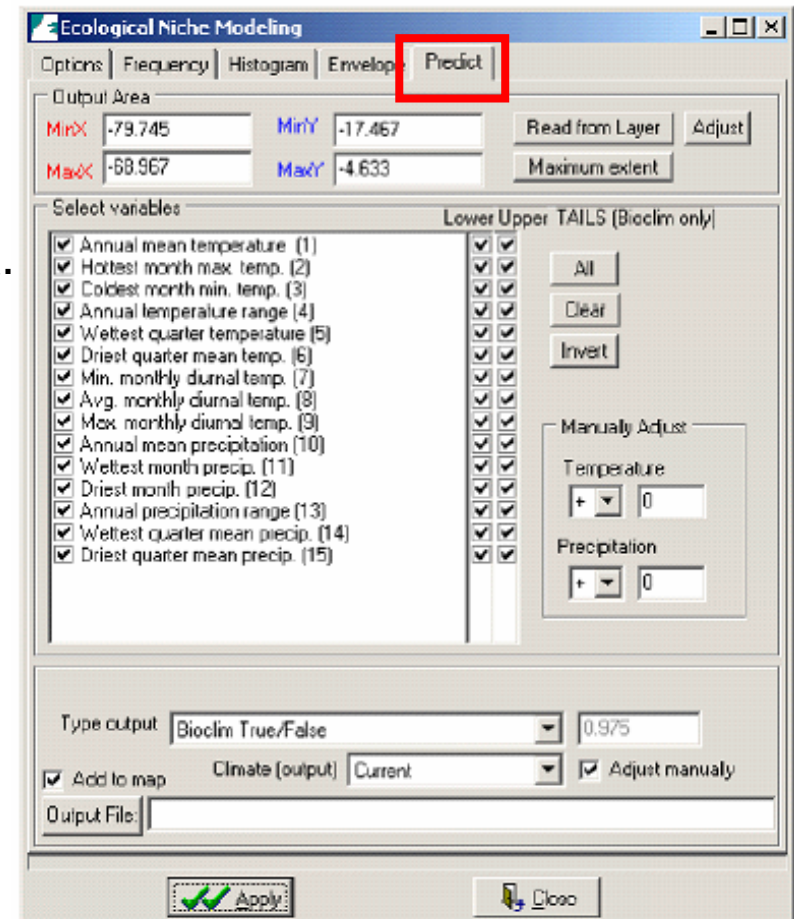 Ecological Niche Modeling
Options Frequency Histogram Envelope Predict
Output Area
MinX -79.745 MinY -17.467 Read from Layer Adjust
MaxX -68.967 MaxY -4.633 Maximum extent
Select variables Lower Upper TAILS (Bioclim only)
Annual mean temperature (1)
Hottest month max. temp. (2)
Coldest month min. temp. (3)
Annual temperature range (4)
Wettest quarter temperature (5)
Driest quarter mean temp. (6)
Min. monthly diurnal temp. (7)
Avg. monthly diurnal temp. (8)
Max. monthly diurnal temp. (9)
Annual mean precipitation (10)
Wettest month precip. (11)
Driest month precip. (12)
Annual precipitation range (13)
Wettest quarter mean precip. (14)
Driest quarter mean precip. (15)
All
Clear
Invert
Manually Adjust
Temperature
+ 0
Precipitation
+ 0
Type output Bioclim True/False 0.975
Add to map Climate (output) Current Adjust manualy
Output File:
Apply Close